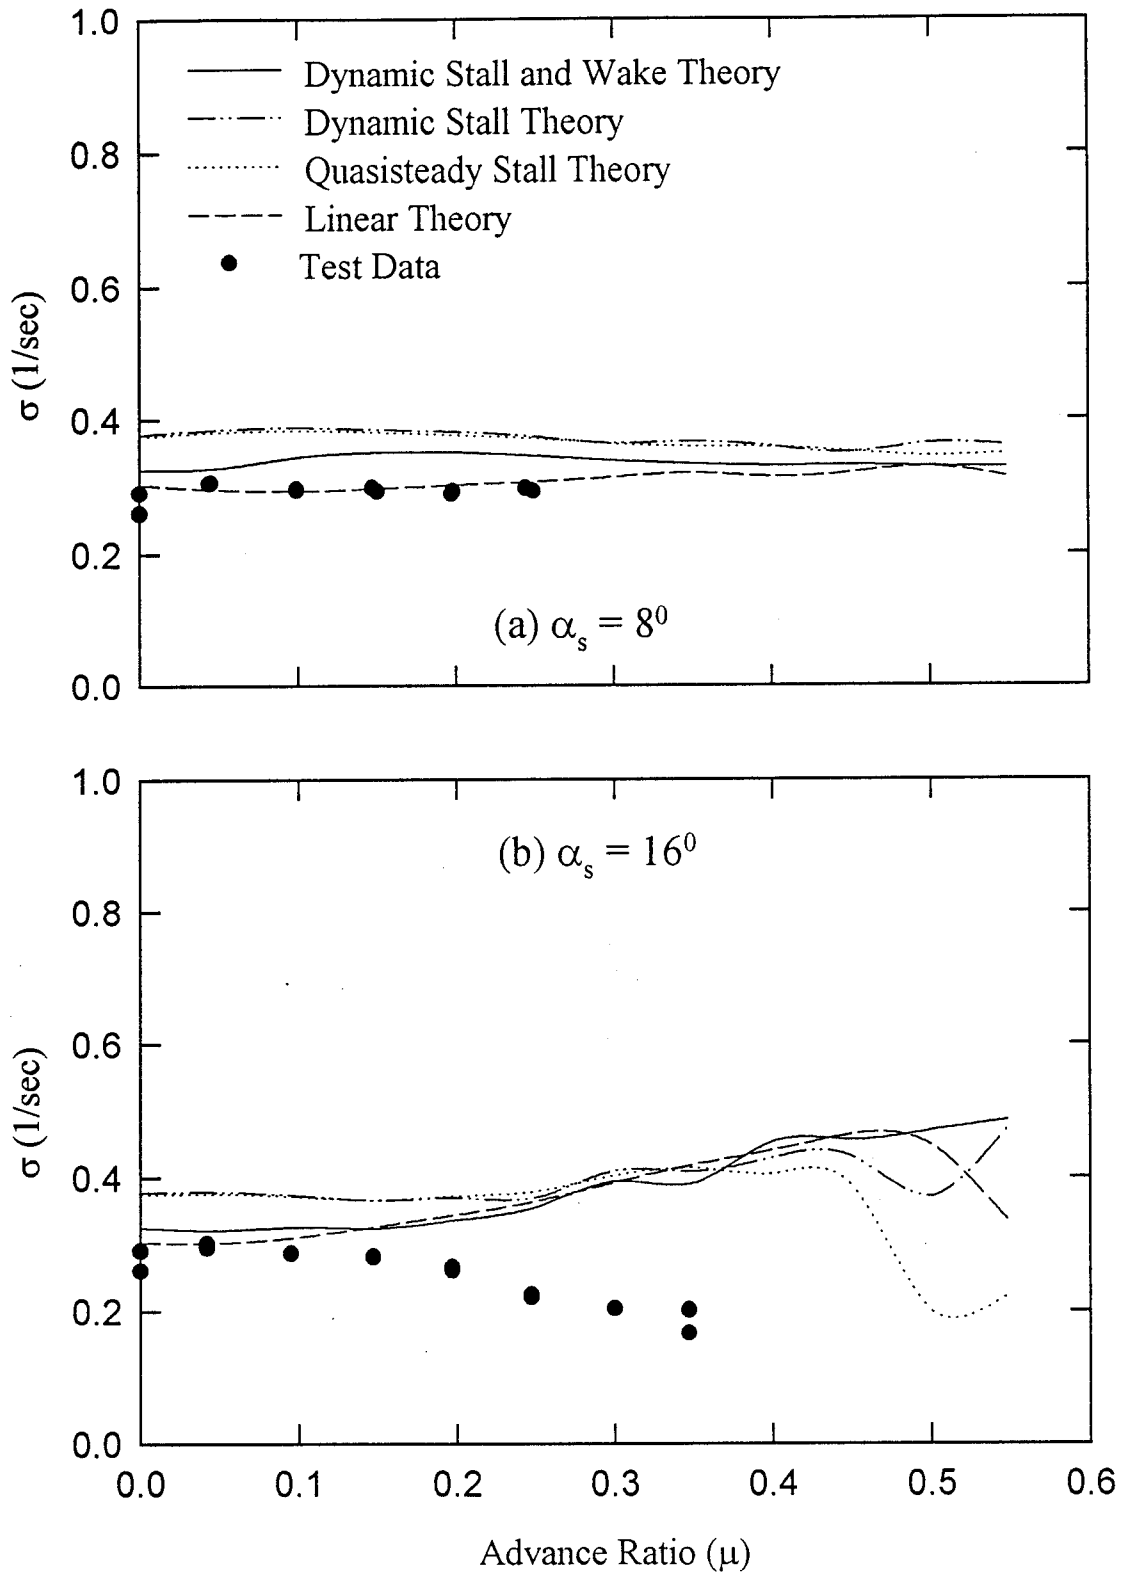 1.0
Dynamic Stall and Wake Theory
Dynamic Stall Theory
0.8
Quasisteady Stall Theory
Linear Theory
Test Data
0.6
σ (1/sec)
0.4
0.2
(a) αs = 8⁰
0.0
1.0
(b) αs = 16⁰
0.8
0.6
σ (1/sec)
0.4
0.2
0.0
0.0 0.1 0.2 0.3 0.4 0.5 0.6
Advance Ratio (μ)